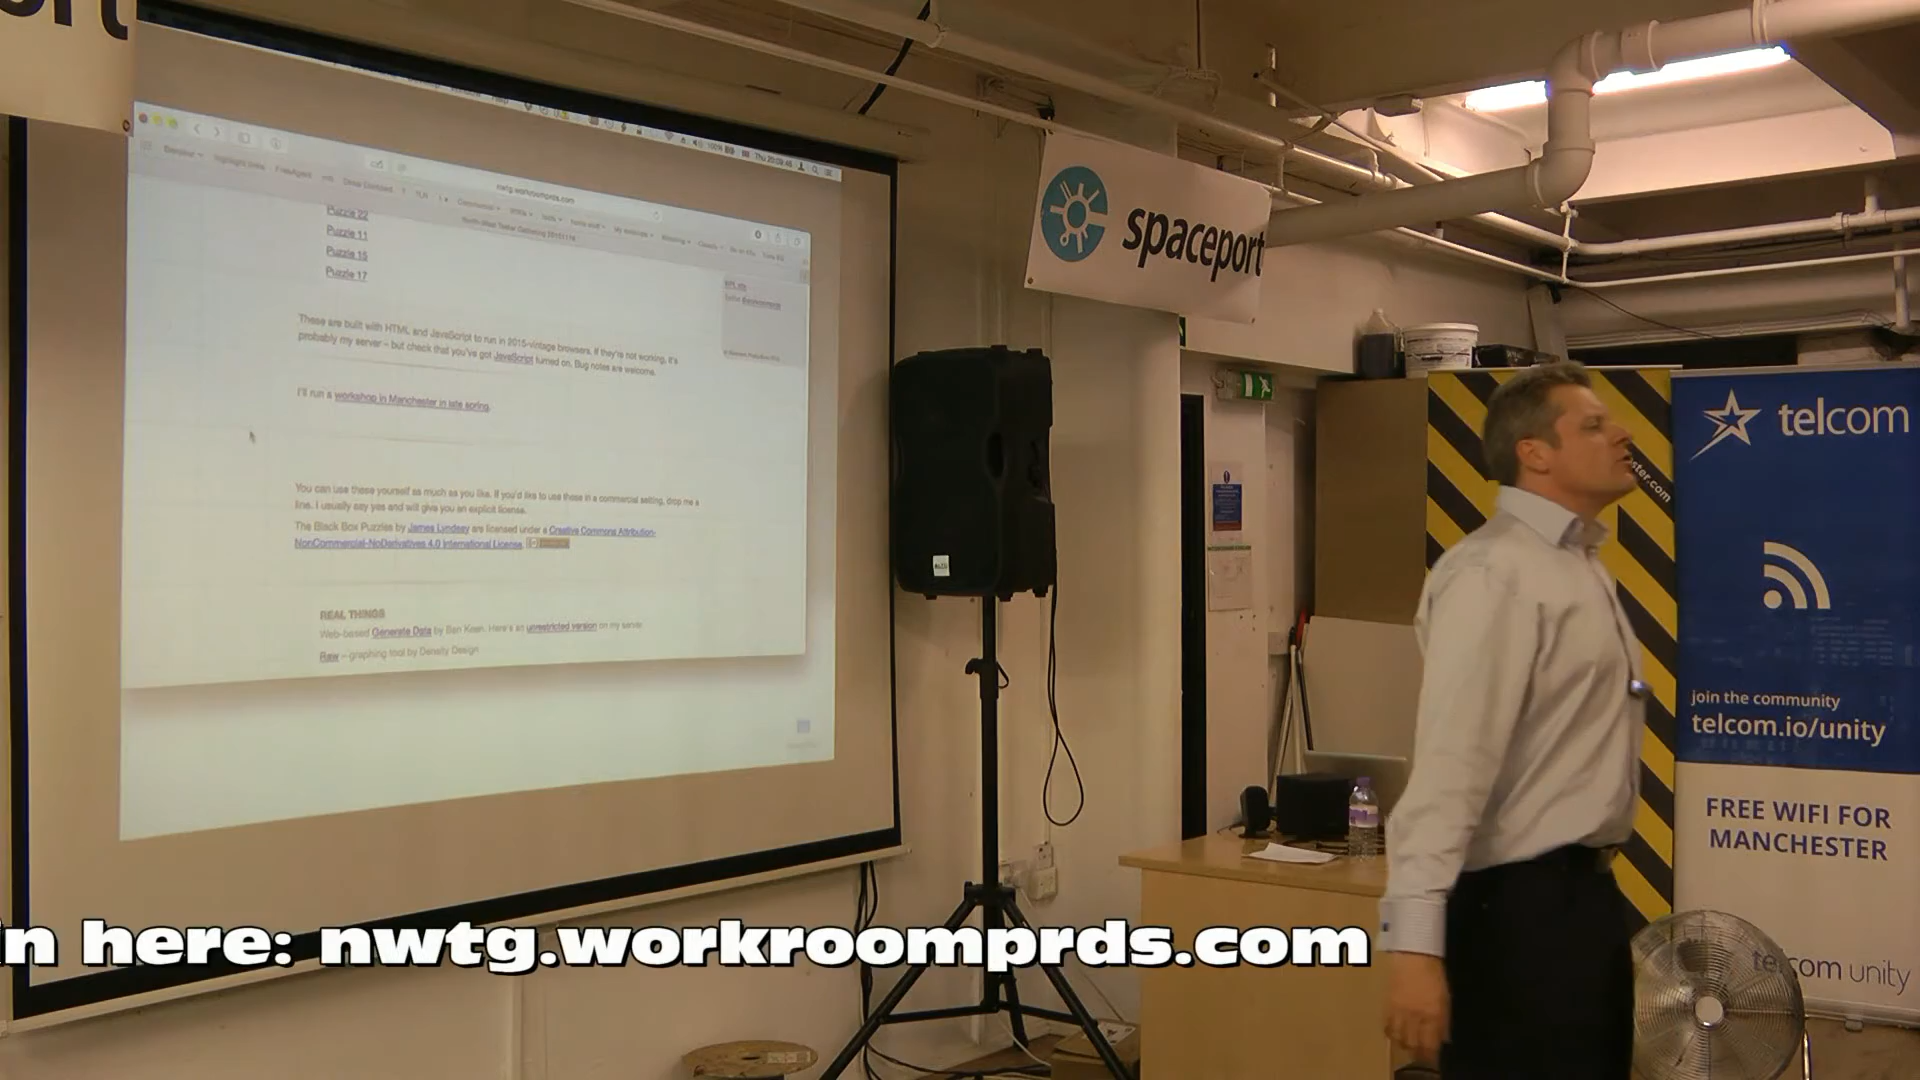 ort
nwtg.workroomprds.com
Puzzle 22
Puzzle 11
Puzzle 15
Puzzle 17
These are built with HTML and JavaScript to run in 2015-vintage browsers. If they're not working, it's
probably my server – but check that you've got JavaScript turned on. Bug notes are welcome.
I'll run a workshop in Manchester in late spring.
You can use these yourself as much as you like. If you'd like to use these in a commercial setting, drop me a
line. I usually say yes and will give you an explicit license.
The Black Box Puzzles by James Lyndsay are licensed under a Creative Commons Attribution-
NonCommercial-NoDerivatives 4.0 International License.
REAL THINGS
Web-based Generate Data by Ben Keen. Here's an unrestricted version on my server.
Raw – graphing tool by Density Design
spaceport
ster.com
telcom
join the community
telcom.io/unity
FREE WIFI FOR
MANCHESTER
telcom unity
in here: nwtg.workroomprds.com